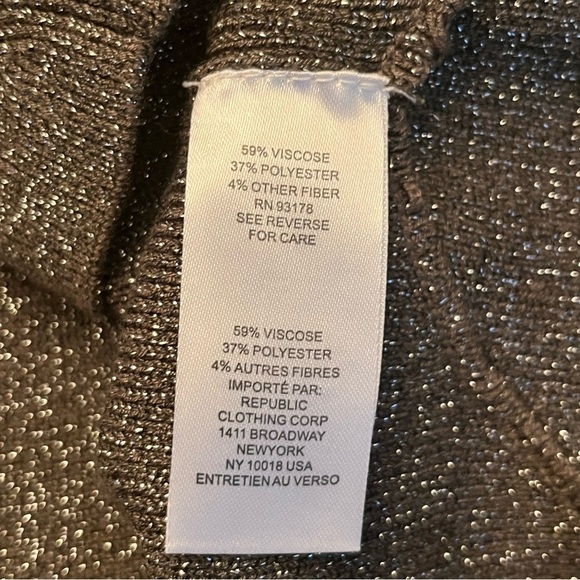 59% VISCOSE
37% POLYESTER
4% OTHER FIBER
RN 93178
SEE REVERSE
FOR CARE
59% VISCOSE
37% POLYESTER
4% AUTRES FIBRES
IMPORTÉ PAR:
REPUBLIC
CLOTHING CORP
1411 BROADWAY
NEWYORK
NY 10018 USA
ENTRETIEN AU VERSO